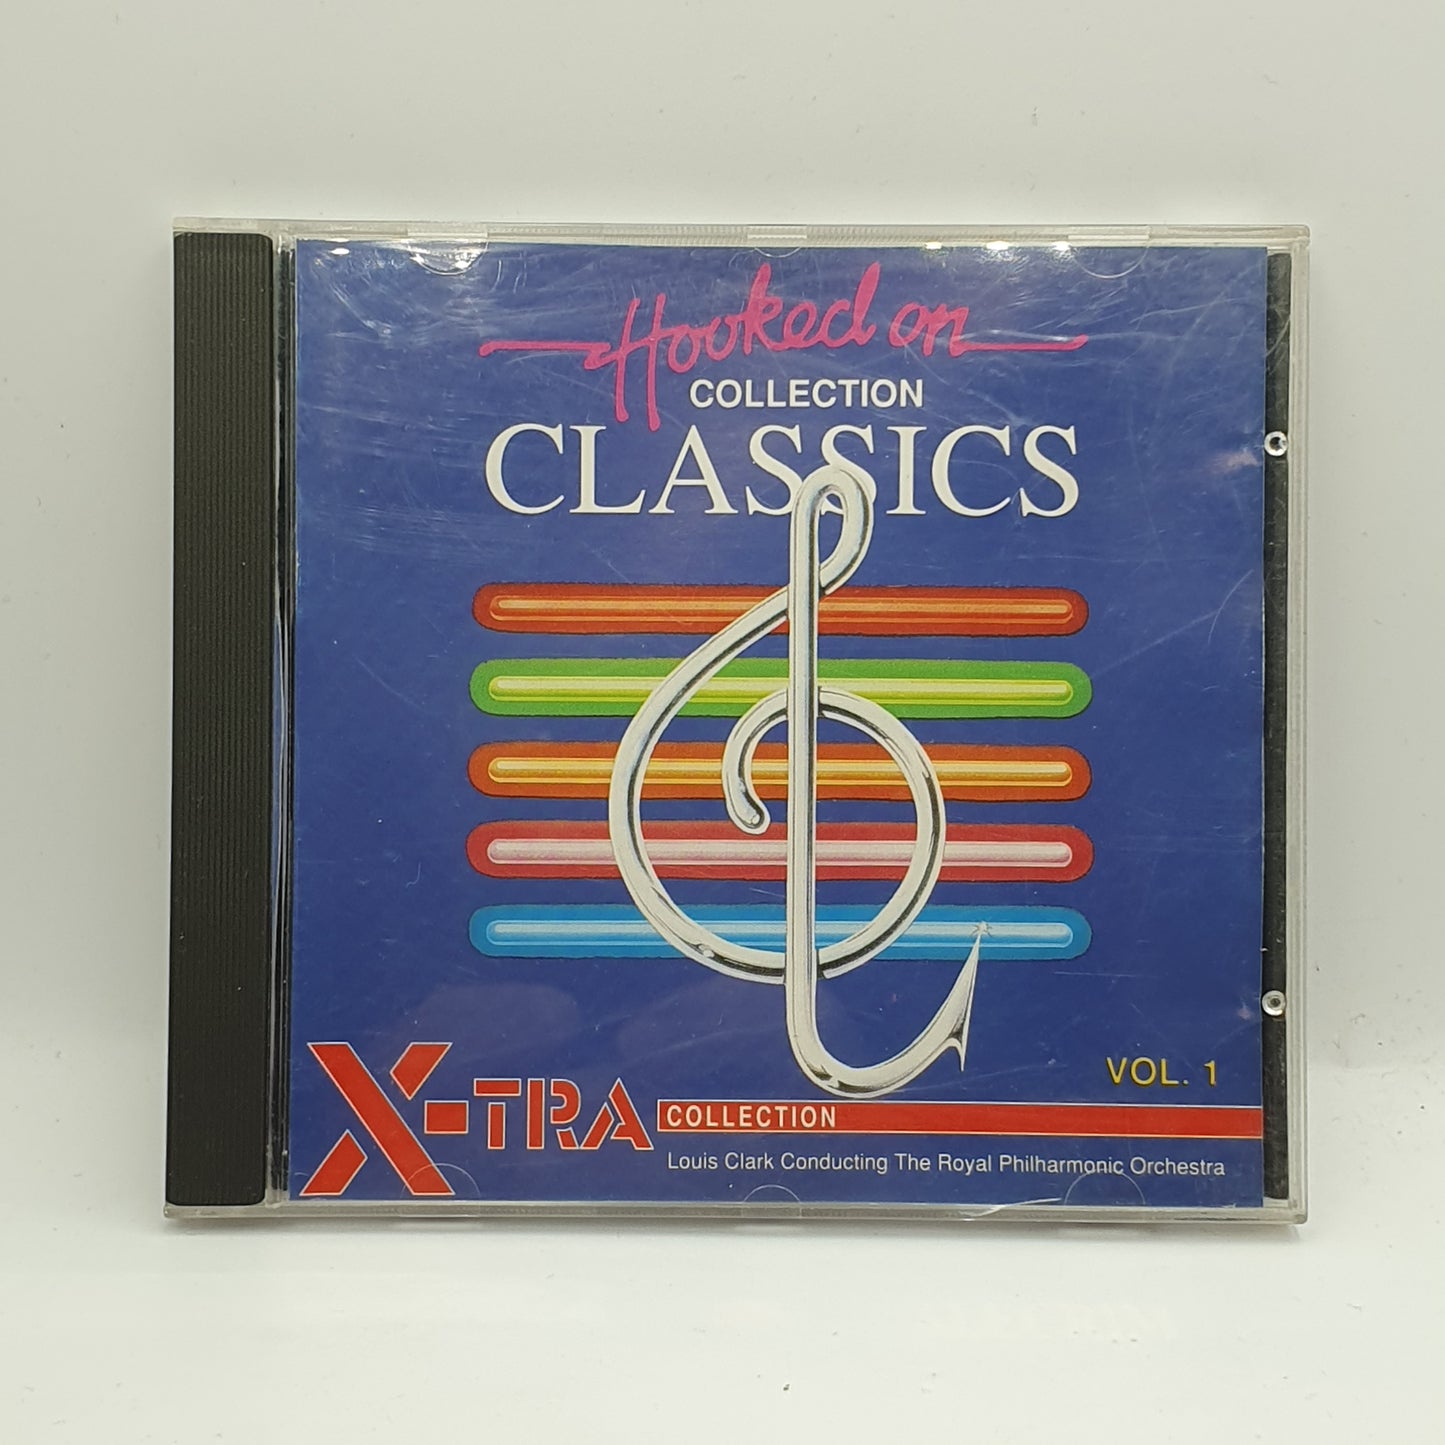 Hooked on
COLLECTION
CLASSICS
VOL. 1
X-TRA COLLECTION
Louis Clark Conducting The Royal Philharmonic Orchestra